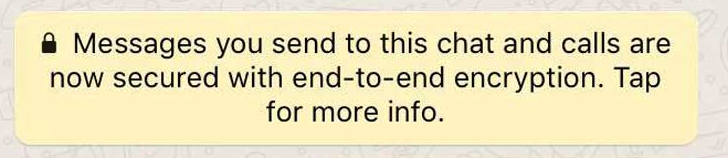 🔒 Messages you send to this chat and calls are
now secured with end-to-end encryption. Tap
for more info.